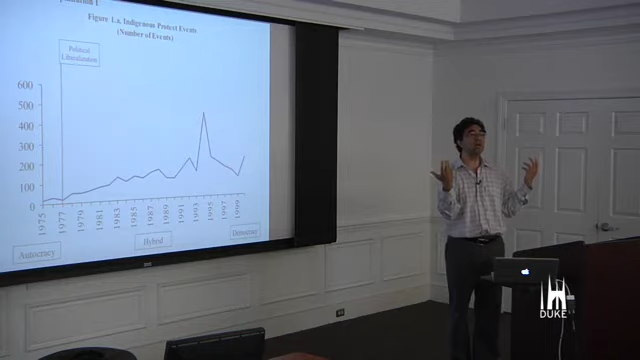 Figure 1.a. Indigenous Protest Events
(Number of Events)
Political
Liberalization
600
500
400
300
200
100
0
1975
1977
1979
1981
1983
1985
1987
1989
1991
1993
1995
1997
1999
Autocracy
Hybrid
Democracy
DUKE